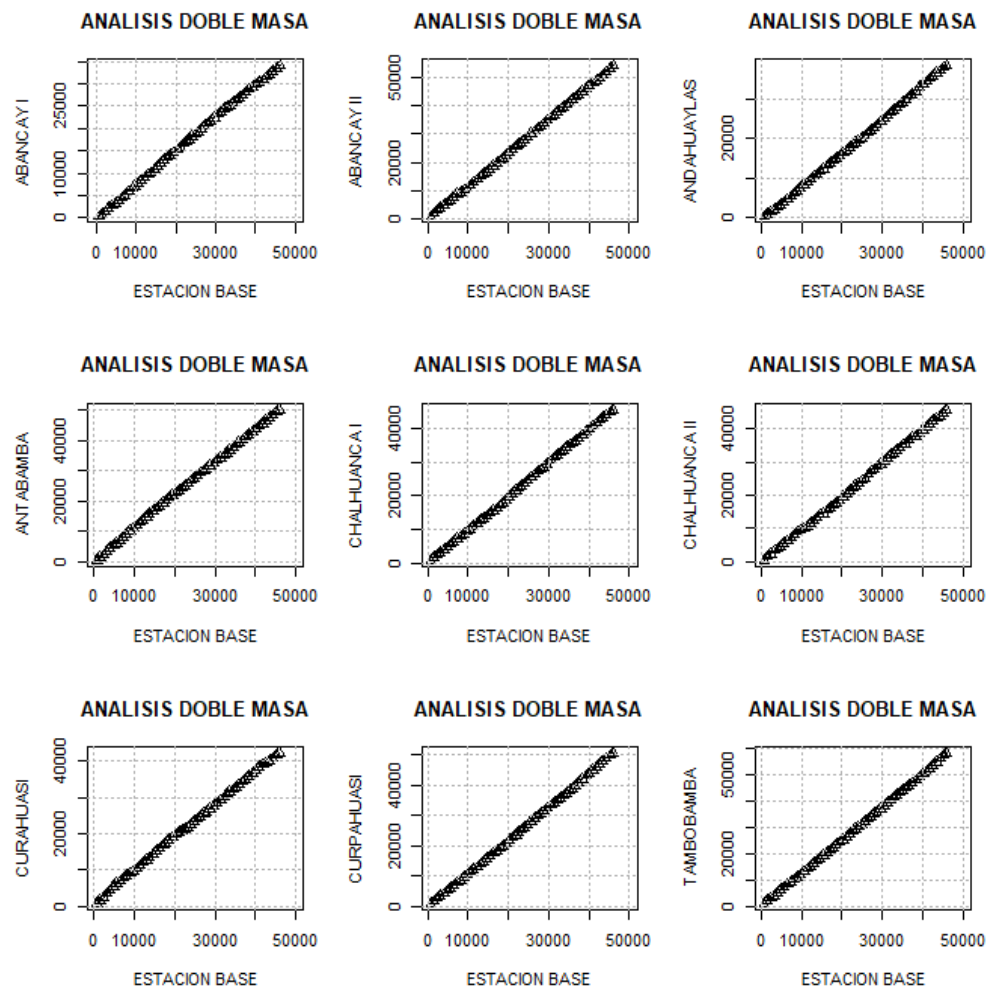 ANALISIS DOBLE MASA
ABANCAY I
0 10000 25000
0 10000 30000 50000
ESTACION BASE
ANALISIS DOBLE MASA
ABANCAY II
0 20000 50000
0 10000 30000 50000
ESTACION BASE
ANALISIS DOBLE MASA
ANDAHUAYLAS
0 20000
0 10000 30000 50000
ESTACION BASE
ANALISIS DOBLE MASA
ANTABAMBA
0 20000 40000
0 10000 30000 50000
ESTACION BASE
ANALISIS DOBLE MASA
CHALHUANCA I
0 20000 40000
0 10000 30000 50000
ESTACION BASE
ANALISIS DOBLE MASA
CHALHUANCA II
0 20000 40000
0 10000 30000 50000
ESTACION BASE
ANALISIS DOBLE MASA
CURAHUASI
0 20000 40000
0 10000 30000 50000
ESTACION BASE
ANALISIS DOBLE MASA
CURPAHUASI
0 20000 40000
0 10000 30000 50000
ESTACION BASE
ANALISIS DOBLE MASA
TAMBOBAMBA
0 20000 50000
0 10000 30000 50000
ESTACION BASE